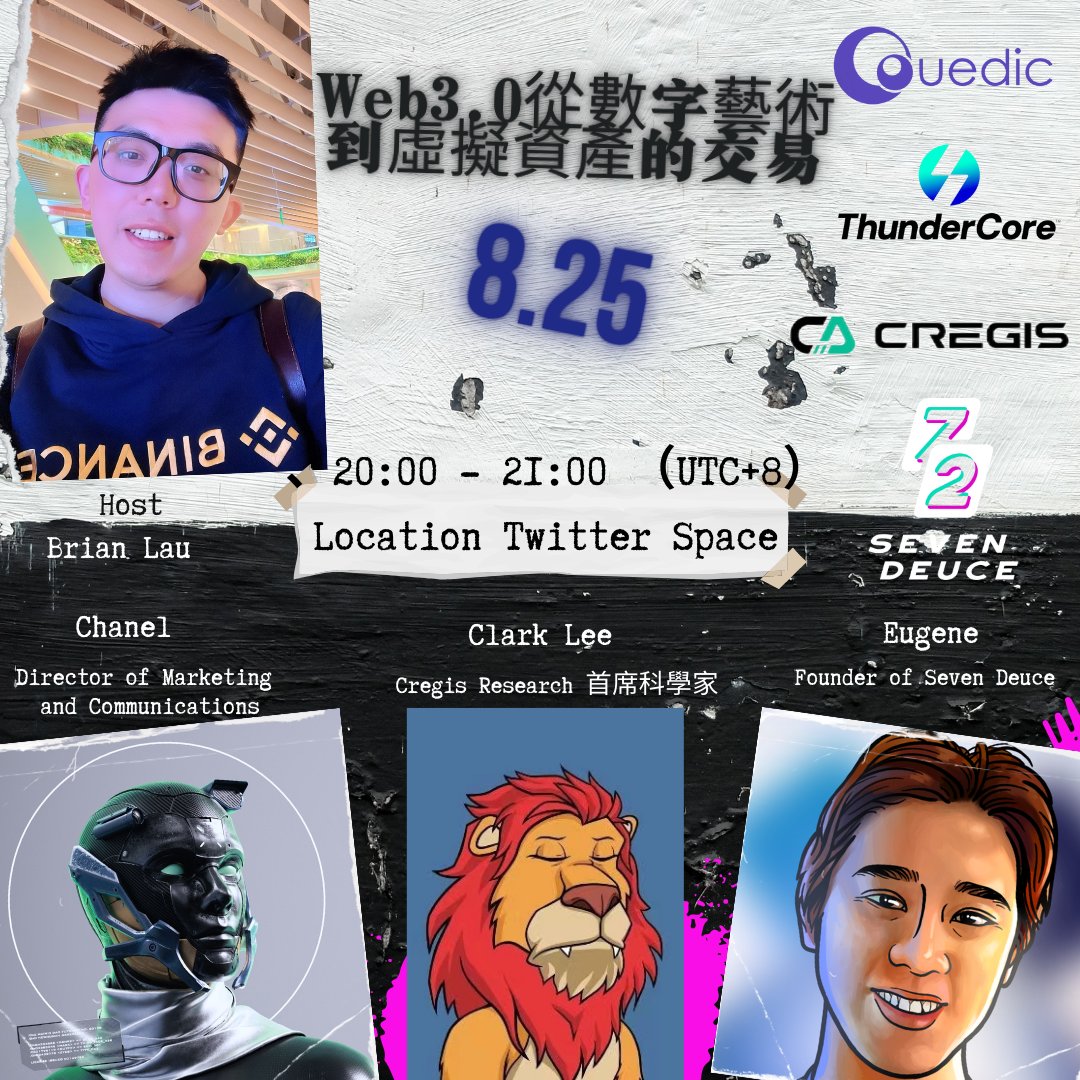 Web3.0從數字藝術
到虛擬資產的交易
Quedic
ThunderCore
8.25
CREGIS
BINANCE
72
SEVEN
DEUCE
、 20:00 - 21:00 (UTC+8)
Location Twitter Space
Host
Brian Lau
Chanel
Director of Marketing
and Communications
Clark Lee
Cregis Research 首席科學家
Eugene
Founder of Seven Deuce